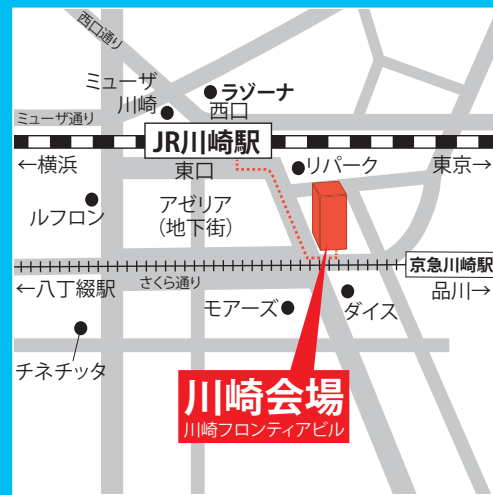 西口通り
ミューザ
川崎
ラゾーナ
西口
ミューザ通り
JR川崎駅
←横浜
東口
リパーク
東京→
ルフロン
アゼリア
(地下街)
京急川崎駅
←八丁綴駅
さくら通り
品川→
モアーズ
ダイス
チネチッタ
川崎会場
川崎フロンティアビル